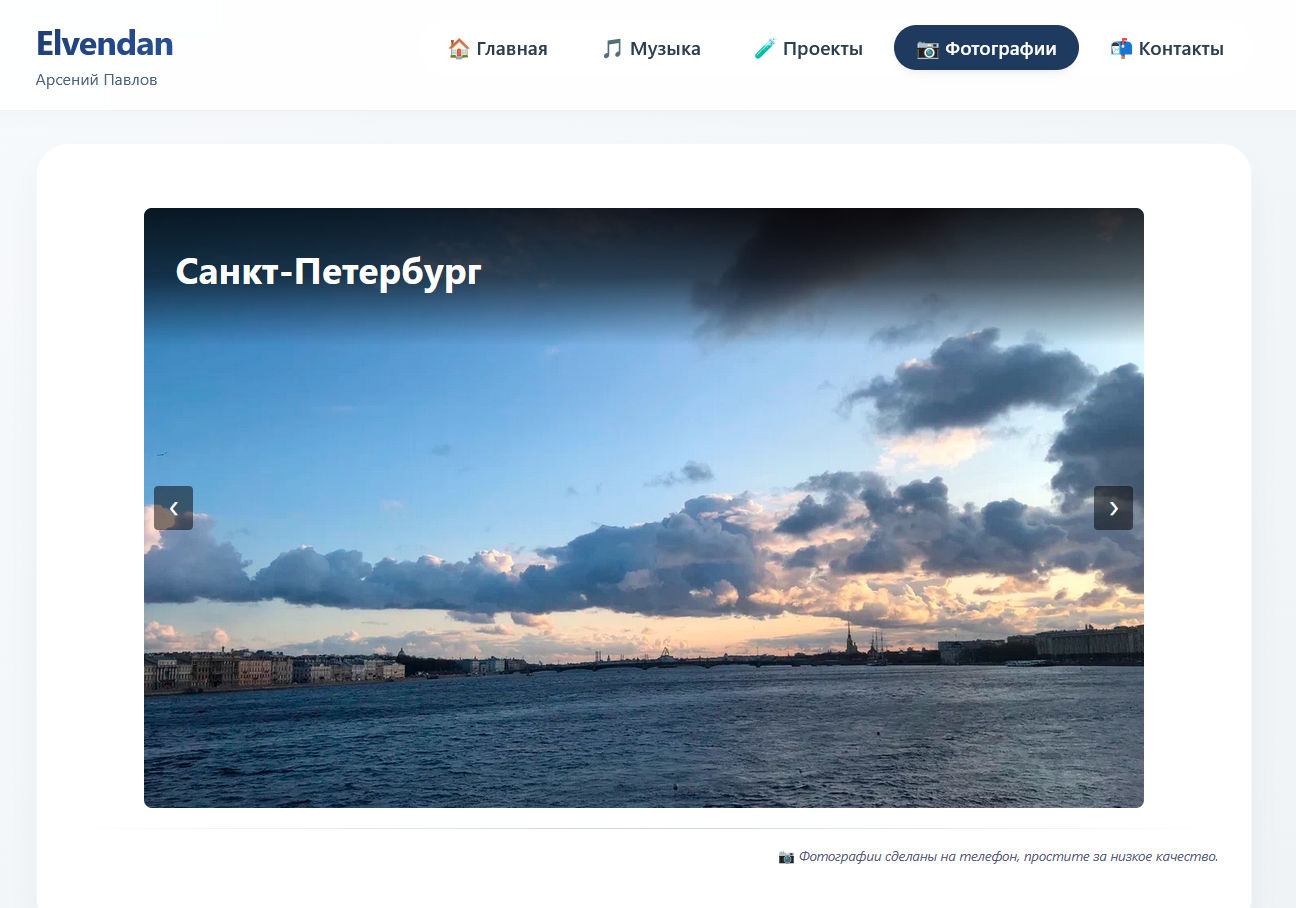 Elvendan
Арсений Павлов
🏠 Главная
🎵 Музыка
🧪 Проекты
📷 Фотографии
📬 Контакты
Санкт-Петербург
‹
›
📷 Фотографии сделаны на телефон, простите за низкое качество.